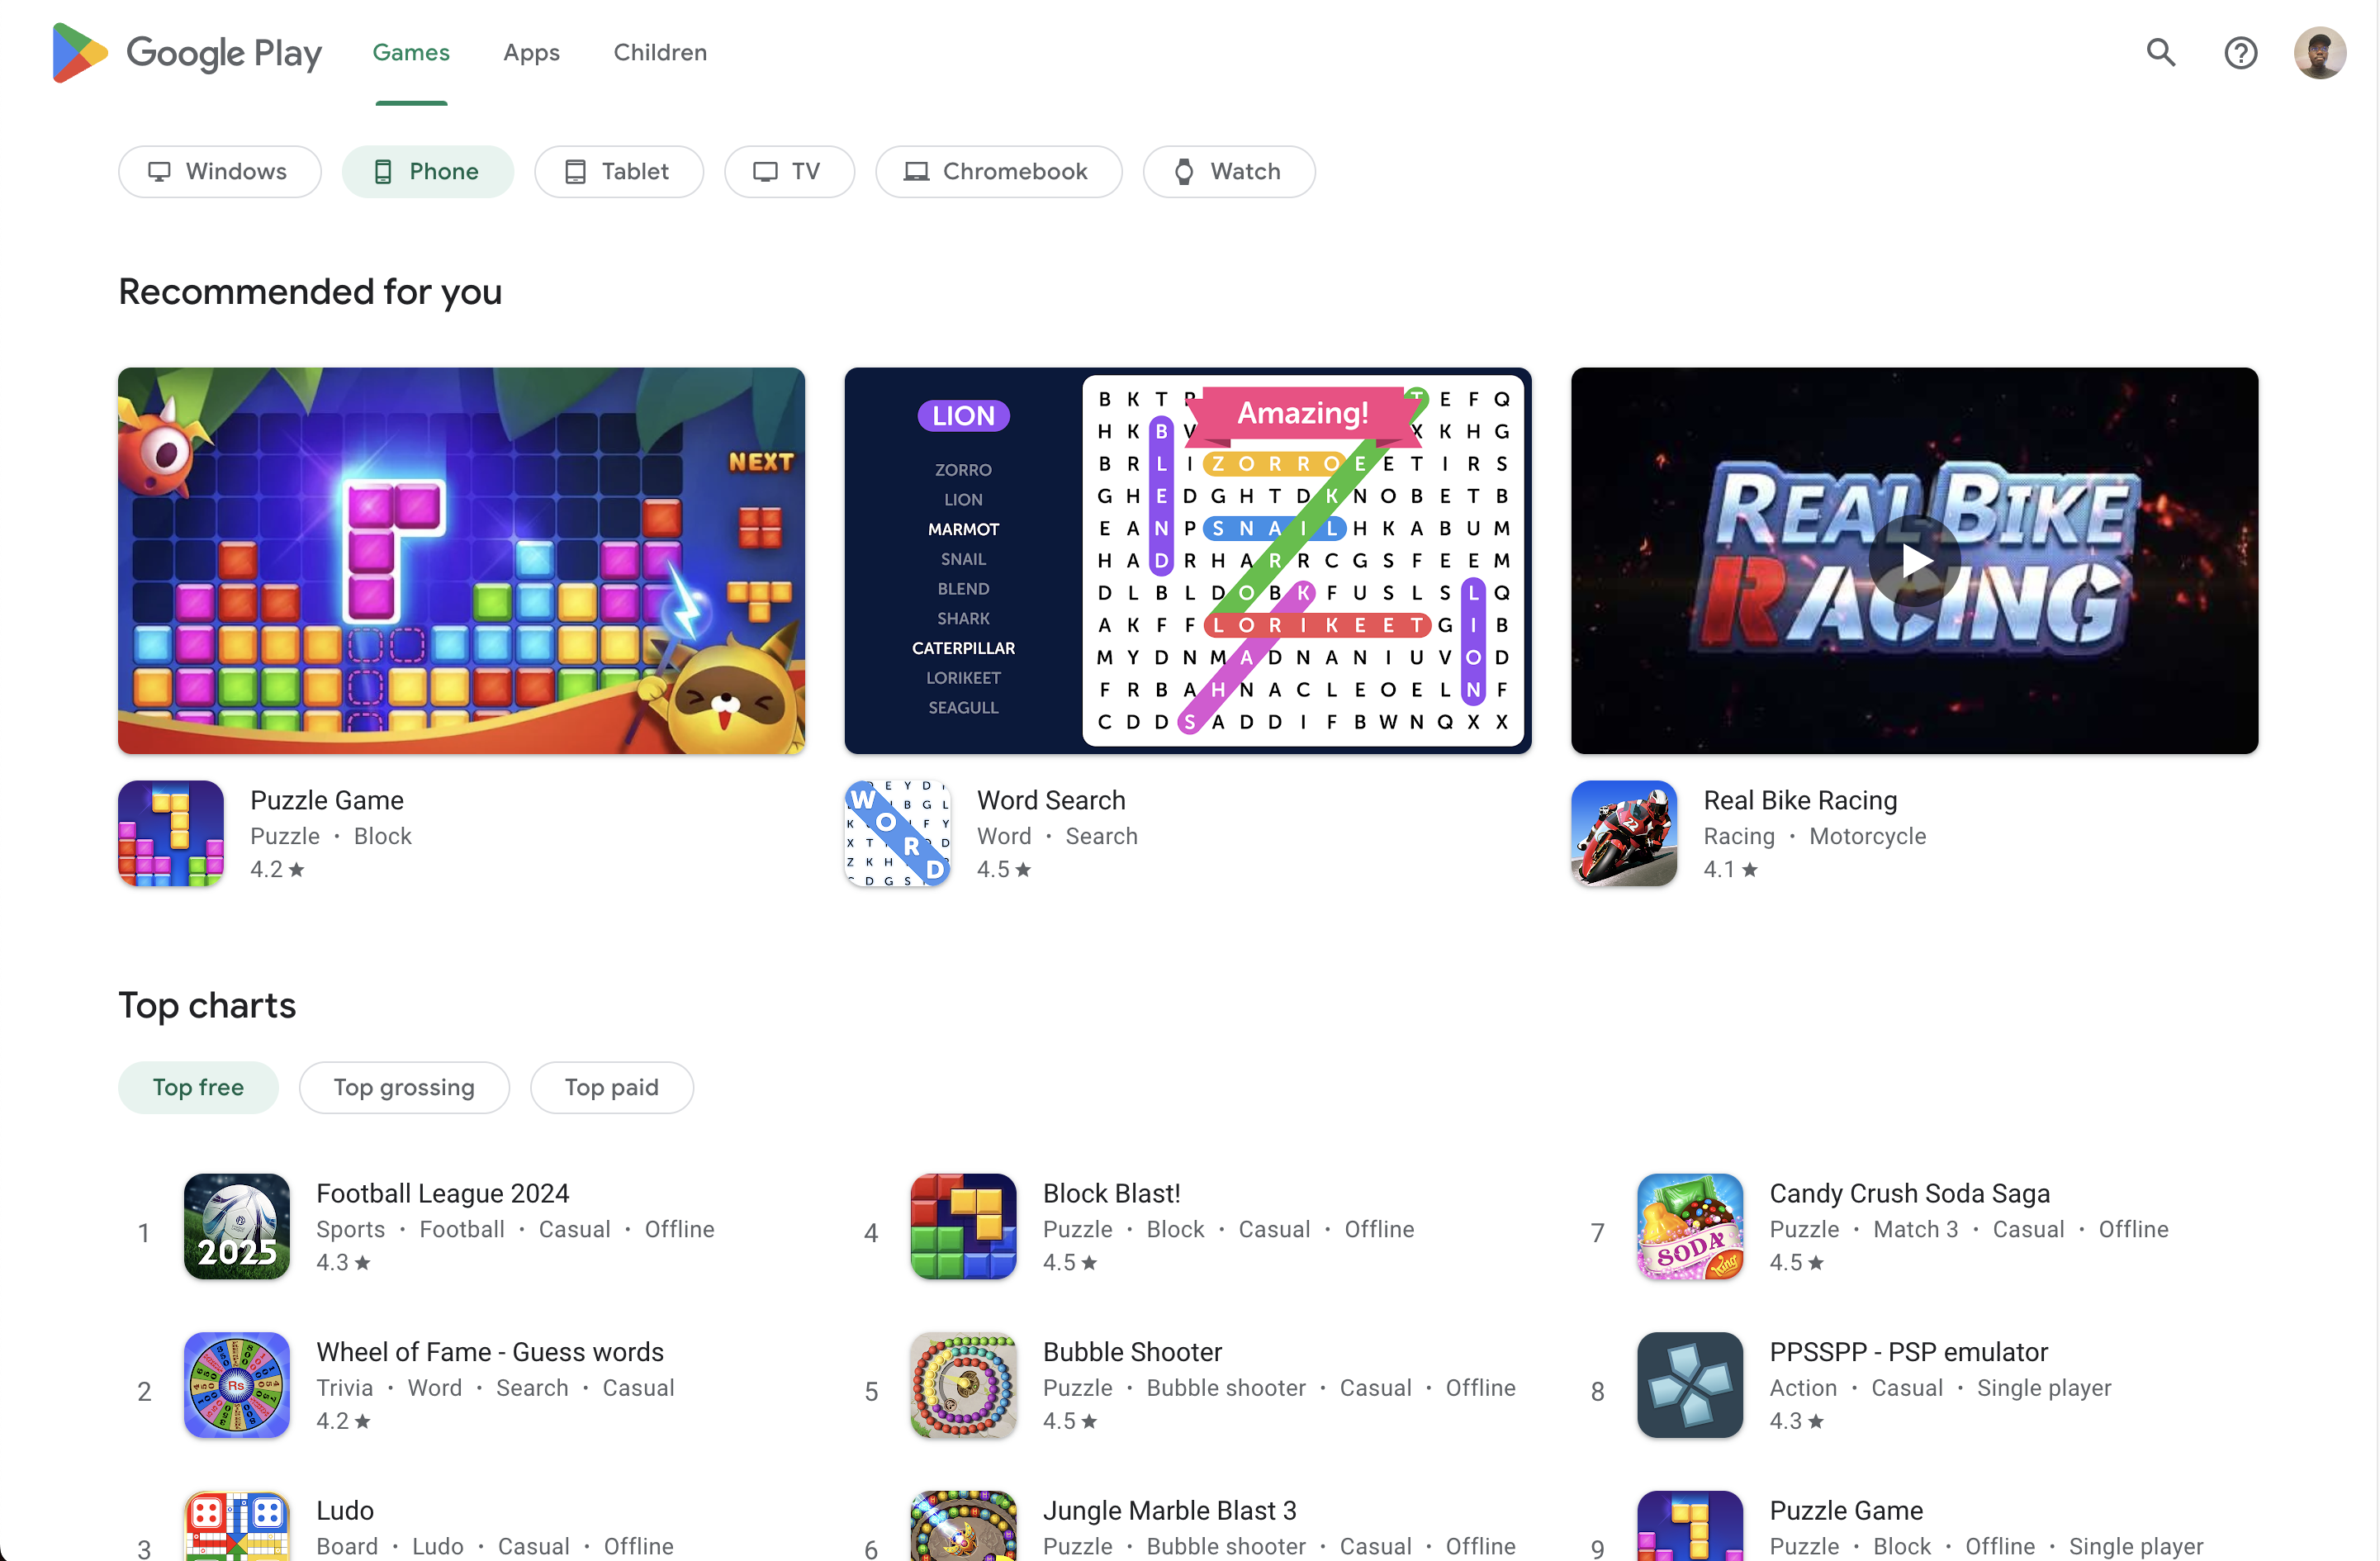 Google Play
Games
Apps
Children
Windows
Phone
Tablet
TV
Chromebook
Watch
Recommended for you
NEXT
LION
ZORRO
LION
MARMOT
SNAIL
BLEND
SHARK
CATERPILLAR
LORIKEET
SEAGULL
Amazing!
B K T E F Q
H K B V X K H G
B R L I Z O R R O E E T I R S
G H E D G H T D K N O B E T B
E A N P S N A I L H K A B U M
H A D R H A R R C G S F E E M
D L B L D O B K F U S L S L Q
A K F F L O R I K E E T G I B
M Y D N M A D N A N I U V O D
F R B A H N A C L E O E L N F
C D D S A D D I F B W N Q X X
REAL BIKE
RACING
Puzzle Game
Puzzle • Block
4.2 ★
WORD
Word Search
Word • Search
4.5 ★
22
Real Bike Racing
Racing • Motorcycle
4.1 ★
Top charts
Top free
Top grossing
Top paid
1
2025
Football League 2024
Sports • Football • Casual • Offline
4.3 ★
2
Rs
Wheel of Fame - Guess words
Trivia • Word • Search • Casual
4.2 ★
3
Ludo
Board • Ludo • Casual • Offline
4
Block Blast!
Puzzle • Block • Casual • Offline
4.5 ★
5
Bubble Shooter
Puzzle • Bubble shooter • Casual • Offline
4.5 ★
6
Jungle Marble Blast 3
Puzzle • Bubble shooter • Casual • Offline
7
SODA
King
Candy Crush Soda Saga
Puzzle • Match 3 • Casual • Offline
4.5 ★
8
PPSSPP - PSP emulator
Action • Casual • Single player
4.3 ★
9
Puzzle Game
Puzzle • Block • Offline • Single player